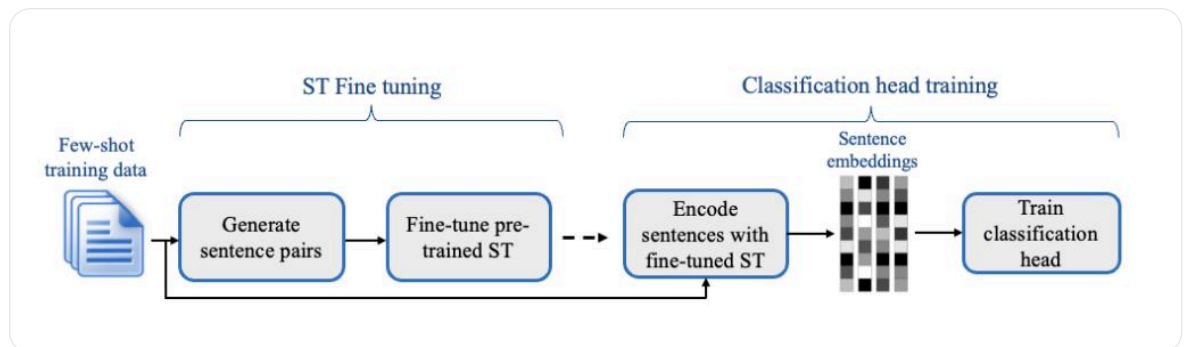 ST Fine tuning
Classification head training
Few-shot
training data
Generate
sentence pairs
Fine-tune pre-
trained ST
Encode
sentences with
fine-tuned ST
Sentence
embeddings
Train
classification
head